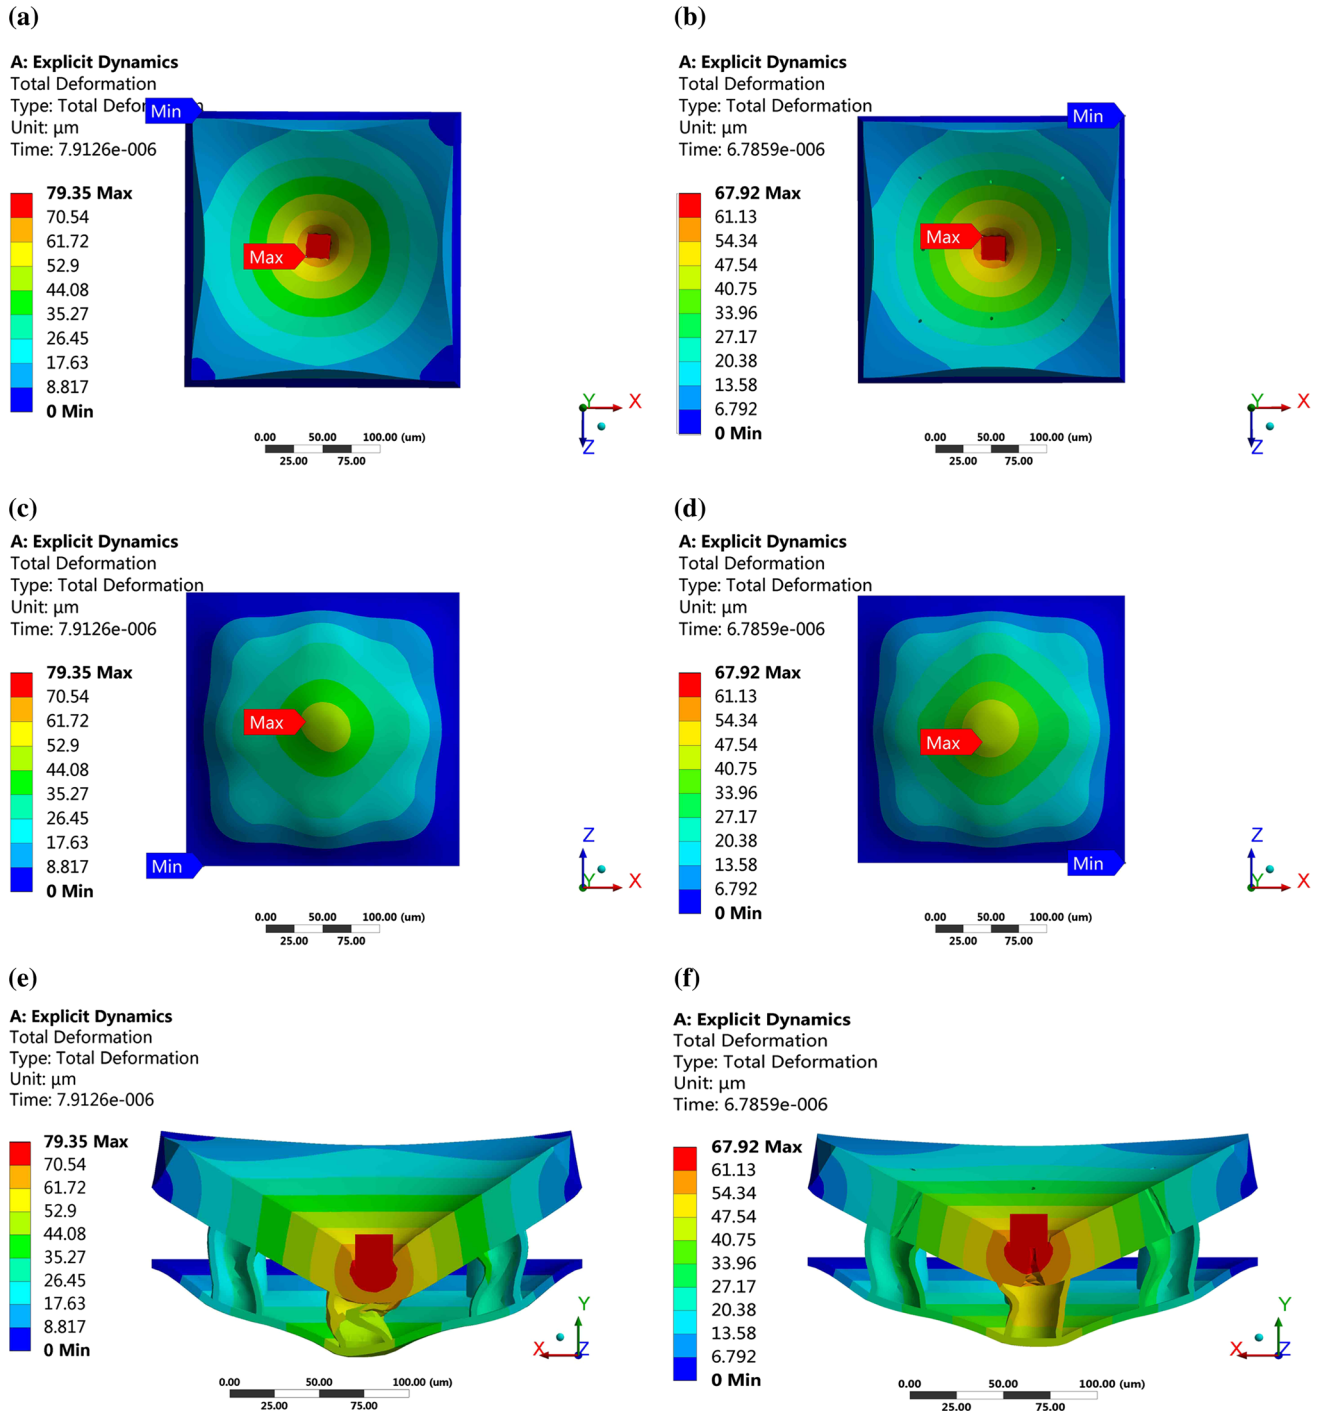 (a)
A: Explicit Dynamics
Total Deformation
Type: Total Defor
Unit: µm
Time: 7.9126e-006
Min
Max
79.35 Max
70.54
61.72
52.9
44.08
35.27
26.45
17.63
8.817
0 Min
0.00 50.00 100.00 (um)
25.00 75.00
Y
X
Z
(b)
A: Explicit Dynamics
Total Deformation
Type: Total Deformation
Unit: µm
Time: 6.7859e-006
Min
Max
67.92 Max
61.13
54.34
47.54
40.75
33.96
27.17
20.38
13.58
6.792
0 Min
0.00 50.00 100.00 (um)
25.00 75.00
Y
X
Z
(c)
A: Explicit Dynamics
Total Deformation
Type: Total Deformation
Unit: µm
Time: 7.9126e-006
79.35 Max
70.54
61.72
52.9
44.08
35.27
26.45
17.63
8.817
0 Min
Max
Min
0.00 50.00 100.00 (um)
25.00 75.00
Z
Y
X
(d)
A: Explicit Dynamics
Total Deformation
Type: Total Deformation
Unit: µm
Time: 6.7859e-006
67.92 Max
61.13
54.34
47.54
40.75
33.96
27.17
20.38
13.58
6.792
0 Min
Max
Min
0.00 50.00 100.00 (um)
25.00 75.00
Z
Y
X
(e)
A: Explicit Dynamics
Total Deformation
Type: Total Deformation
Unit: µm
Time: 7.9126e-006
79.35 Max
70.54
61.72
52.9
44.08
35.27
26.45
17.63
8.817
0 Min
0.00 50.00 100.00 (um)
25.00 75.00
Y
X
Z
(f)
A: Explicit Dynamics
Total Deformation
Type: Total Deformation
Unit: µm
Time: 6.7859e-006
67.92 Max
61.13
54.34
47.54
40.75
33.96
27.17
20.38
13.58
6.792
0 Min
0.00 50.00 100.00 (um)
25.00 75.00
Y
X
Z